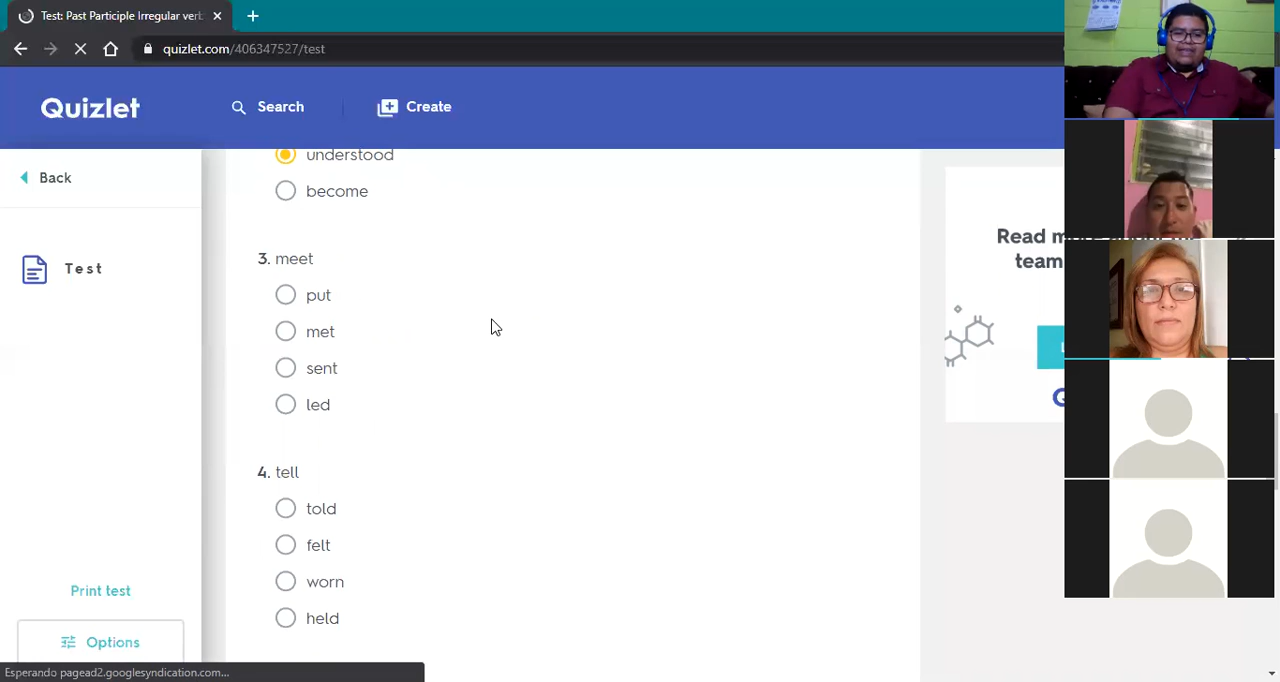 Test: Past Participle Irregular verb
quizlet.com/406347527/test
Quizlet
Search
Create
Back
Test
Print test
Options
understood
become
3. meet
put
met
sent
led
4. tell
told
felt
worn
held
Read
team
Esperando pagead2.googlesyndication.com...